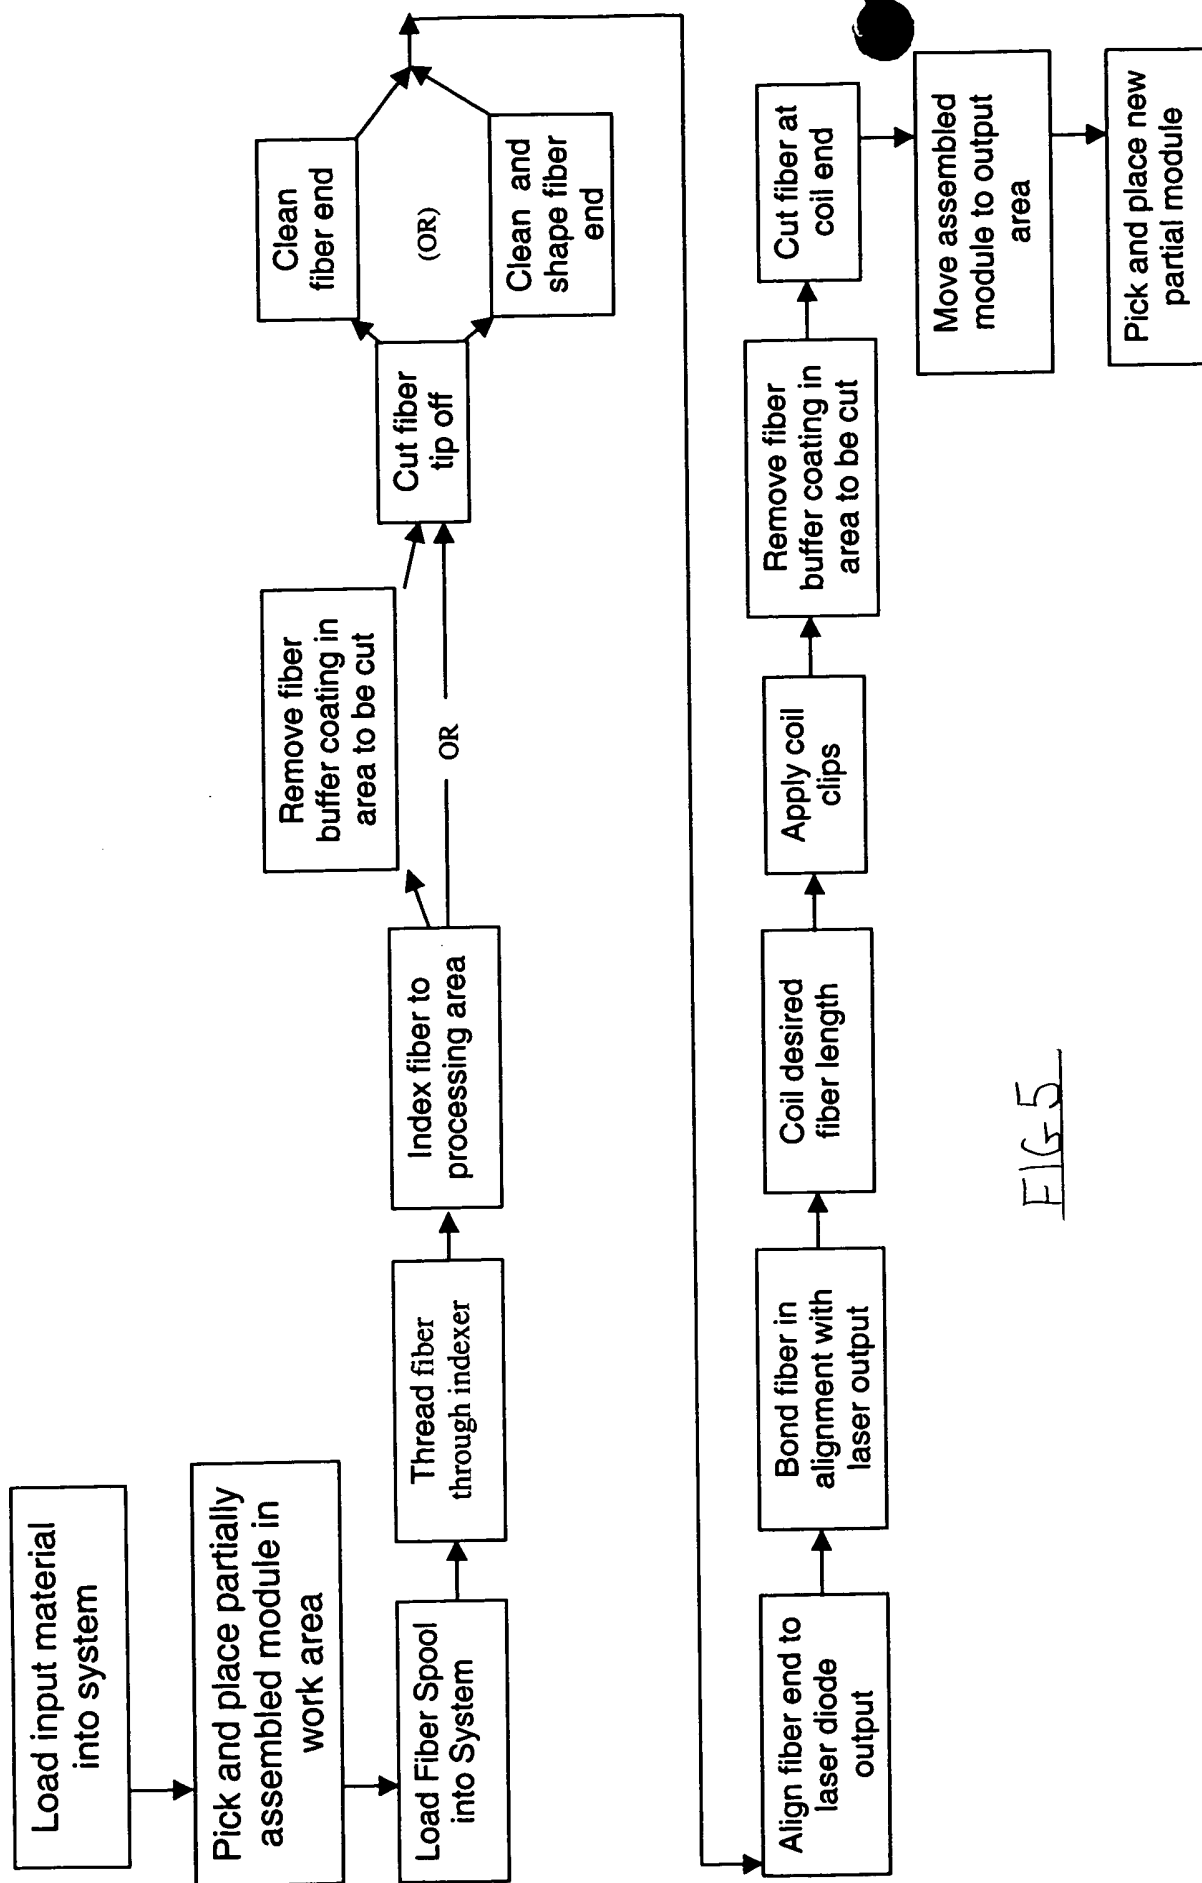 Load input material
into system
Pick and place partially
assembled module in
work area
Load Fiber Spool
into System
Thread fiber
through indexer
Index fiber to
processing area
Remove fiber
buffer coating in
area to be cut
OR
Cut fiber
tip off
Clean
fiber end
(OR)
Clean and
shape fiber
end
Align fiber end to
laser diode
output
Bond fiber in
alignment with
laser output
Coil desired
fiber length
Apply coil
clips
Remove fiber
buffer coating in
area to be cut
Cut fiber at
coil end
Move assembled
module to output
area
Pick and place new
partial module
FIG 5